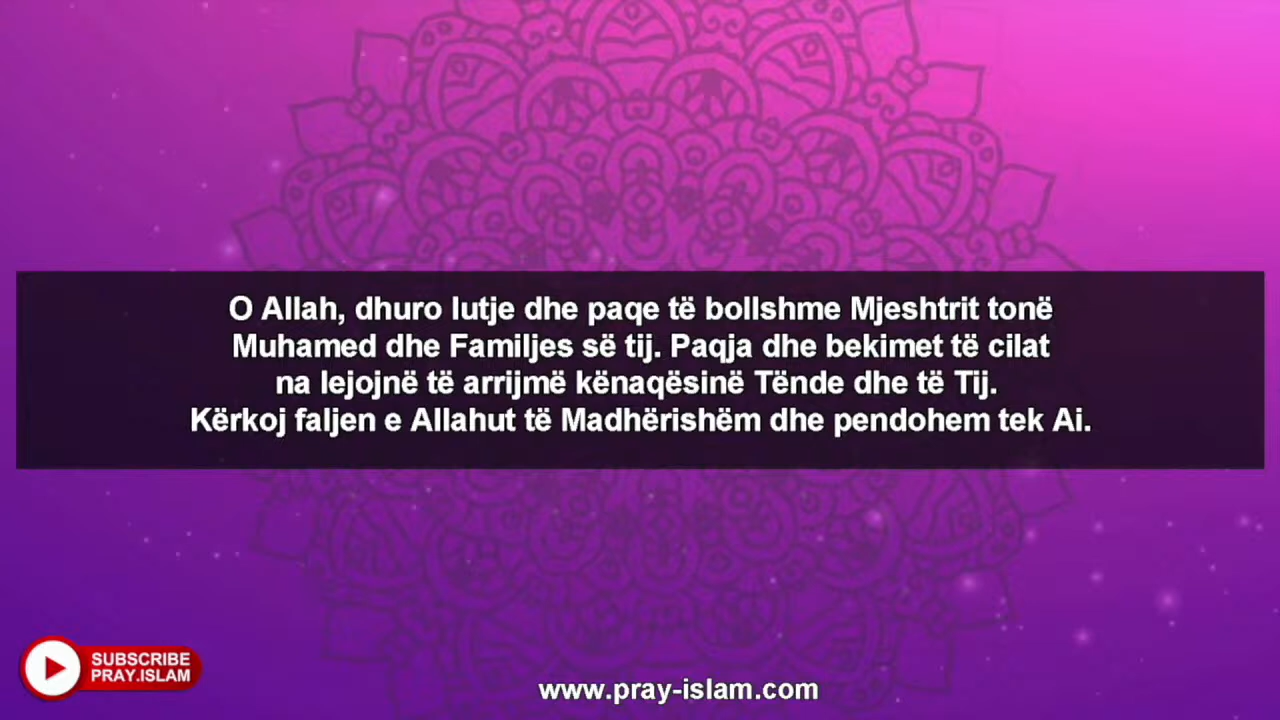 O Allah, dhuro lutje dhe paqe të bollshme Mjeshtrit tonë
Muhamed dhe Familjes së tij. Paqja dhe bekimet të cilat
na lejojnë të arrijmë kënaqësinë Tënde dhe të Tij.
Kërkoj faljen e Allahut të Madhërishëm dhe pendohem tek Ai.
SUBSCRIBE
PRAY.ISLAM
www.pray-islam.com